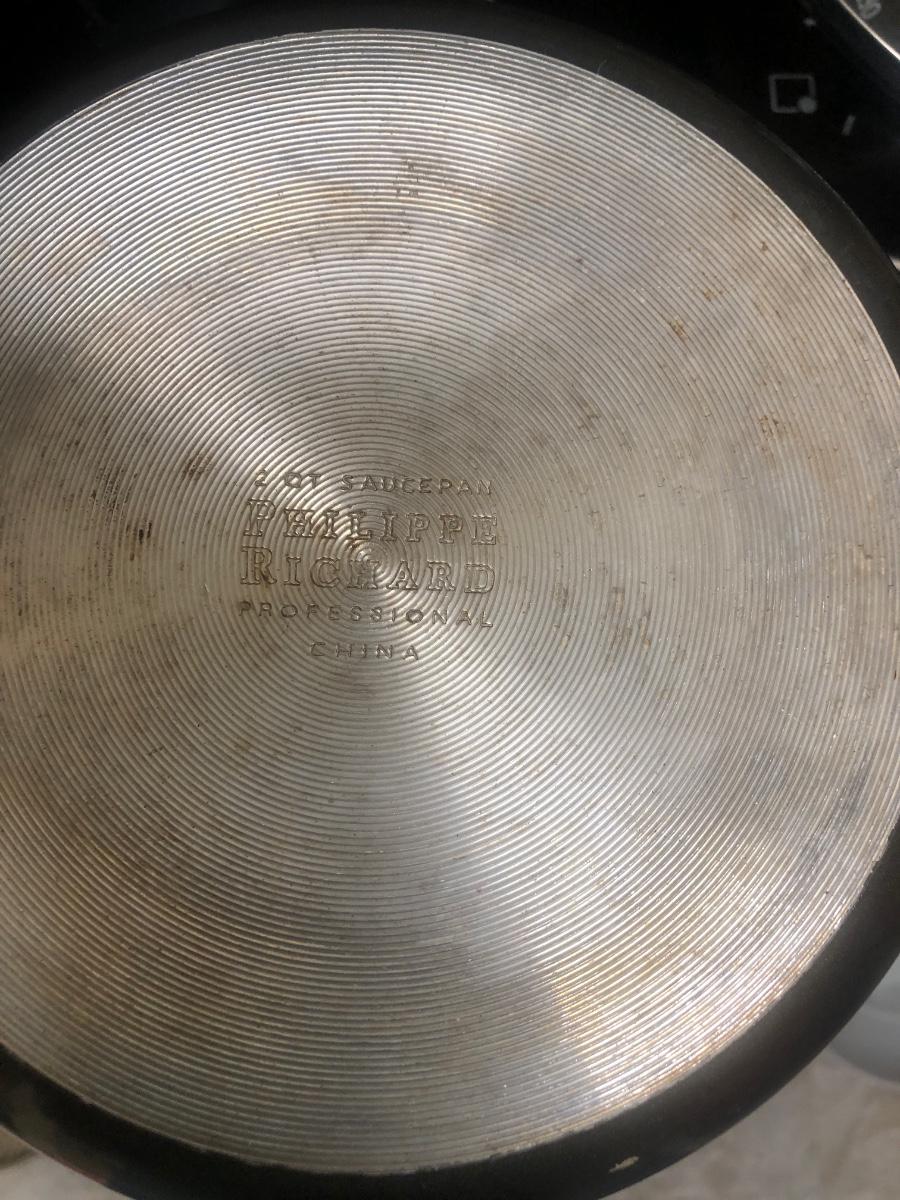 2 QT SAUCEPAN
PHILIPPE
RICHARD
PROFESSIONAL
CHINA